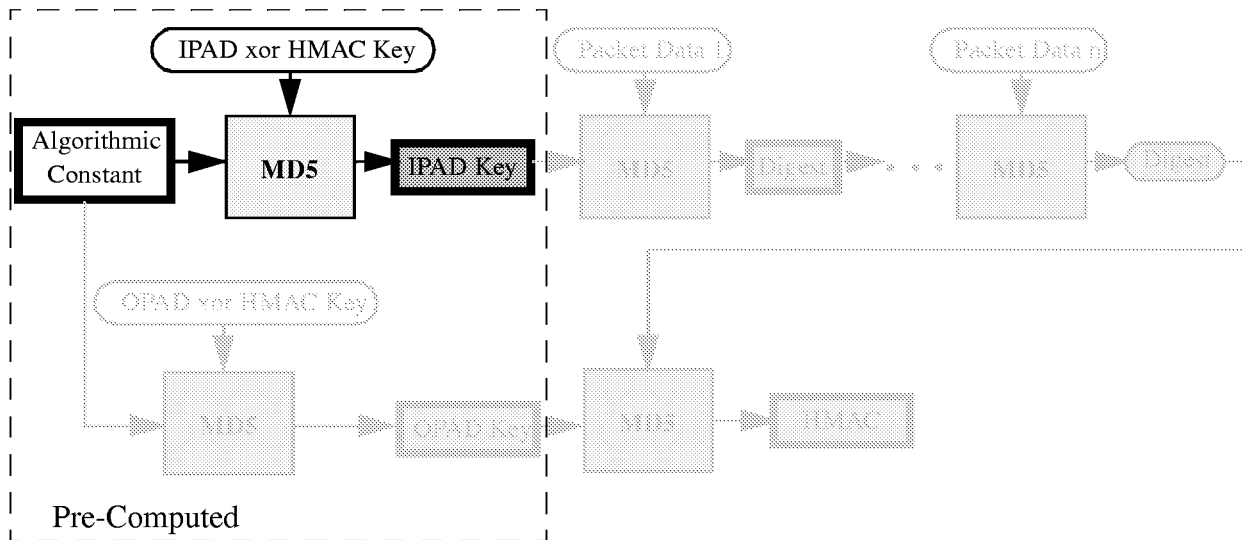 IPAD xor HMAC Key
Packet Data 1
Packet Data n
Algorithmic
Constant
MD5
IPAD Key
MD5
Digest
MD5
Digest
OPAD xor HMAC Key
MD5
OPAD Key
MD5
HMAC
Pre-Computed